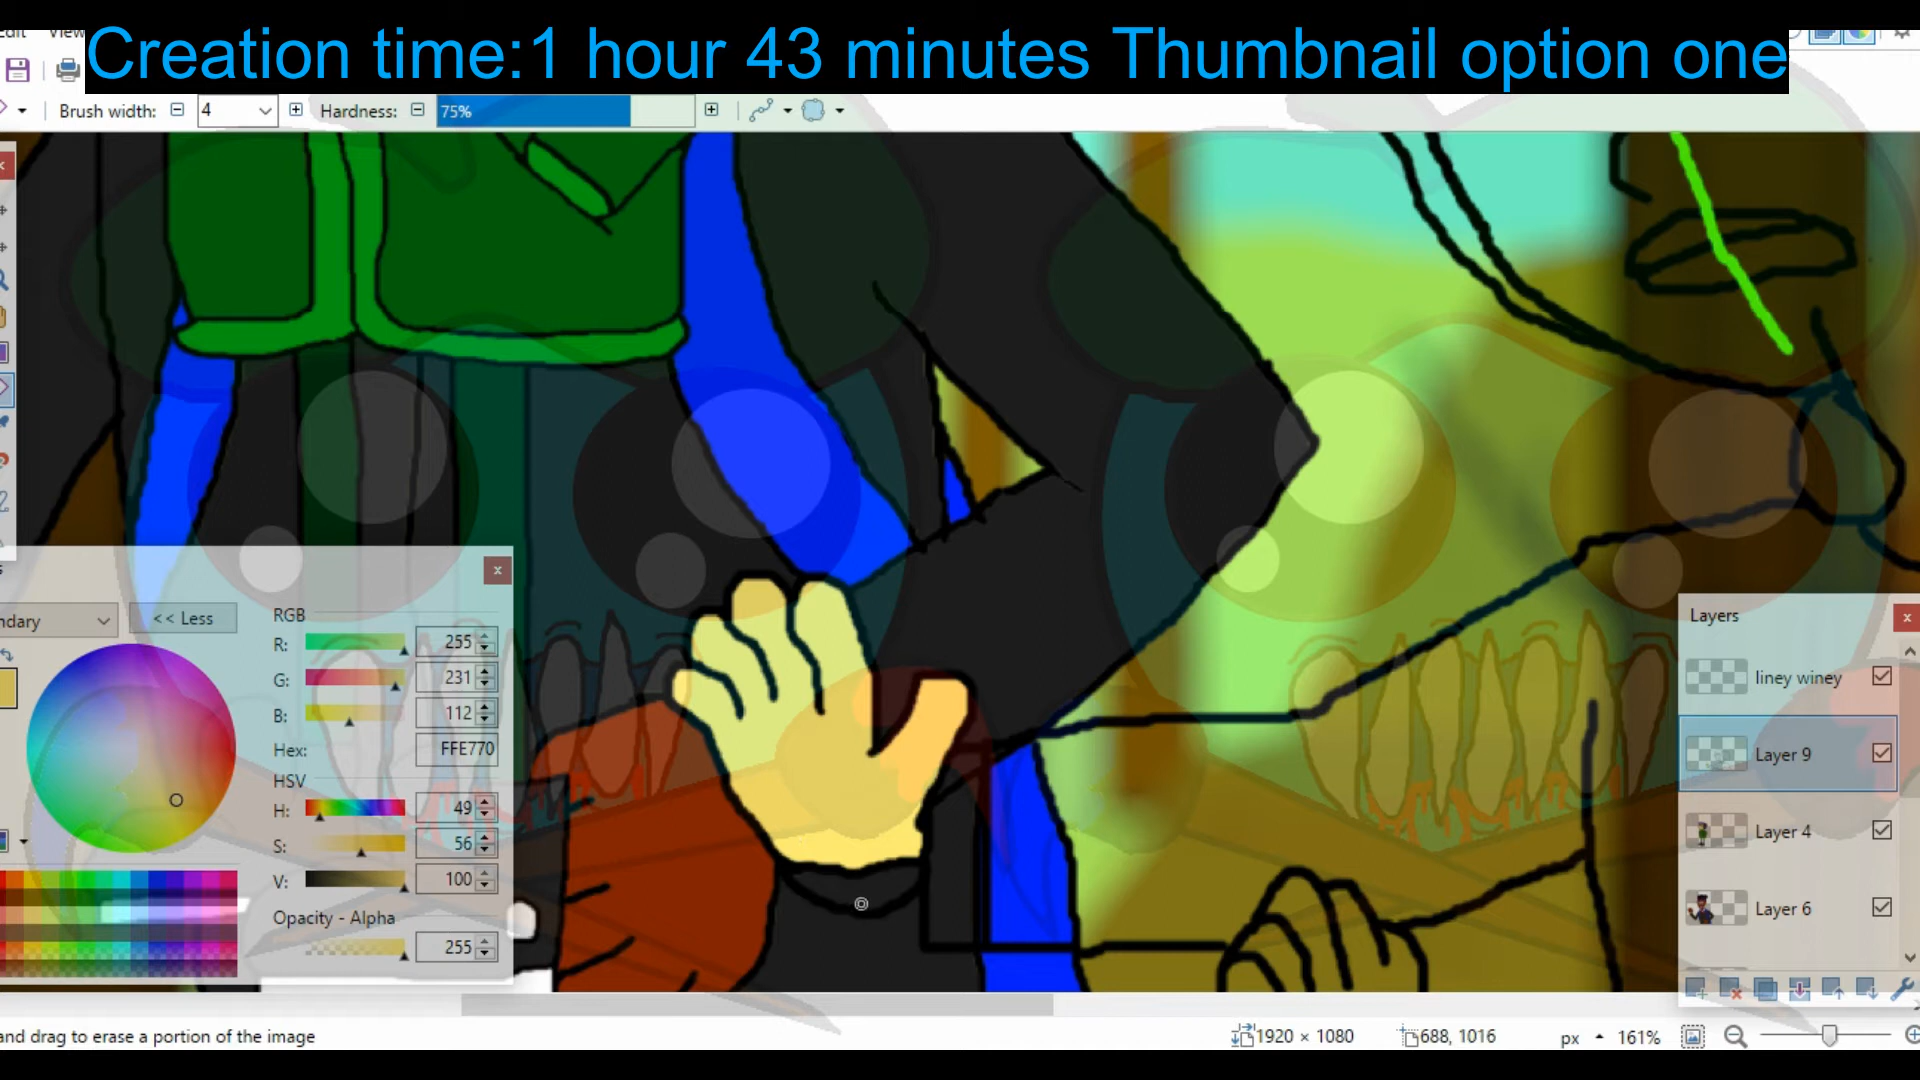 Creation time:1 hour 43 minutes Thumbnail option one
Brush width: 4 Hardness: 75%
<< Less
RGB
R: 255
G: 231
B: 112
Hex: FFE770
HSV
H: 49
S: 56
V: 100
Opacity - Alpha
255
Layers
liney winey
Layer 9
Layer 4
Layer 6
and drag to erase a portion of the image
1920 × 1080
688, 1016
px
161%